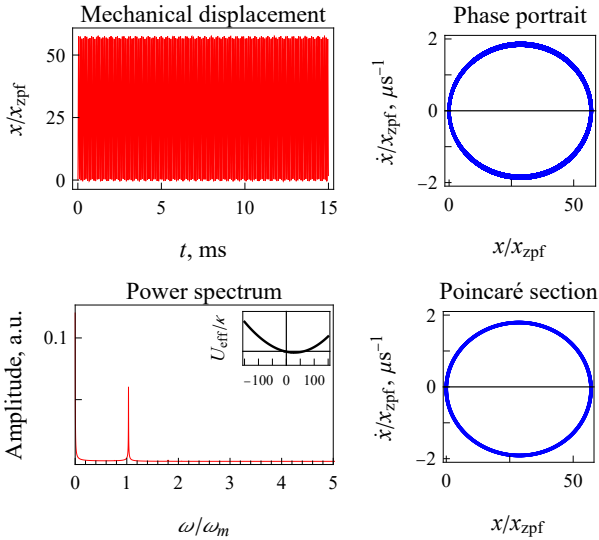 Mechanical displacement
x/x_zpf
50
25
0
0
5
10
15
t, ms
Phase portrait
ẋ/x_zpf, μs⁻¹
2
0
−2
0
50
x/x_zpf
Power spectrum
Amplitude, a.u.
0.1
U_eff/κ
−100
0
100
0
1
2
3
4
5
ω/ω_m
Poincaré section
ẋ/x_zpf, μs⁻¹
2
0
−2
0
50
x/x_zpf